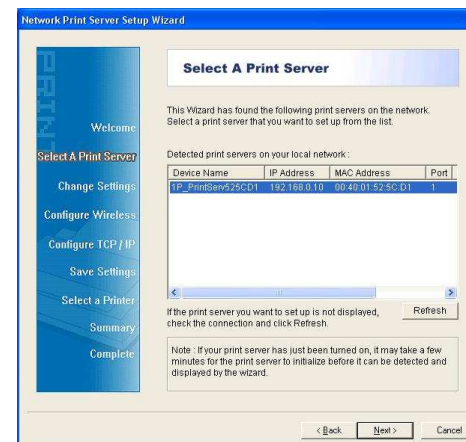 Network Print Server Setup Wizard
PRINT
Welcome
Select A Print Server
Change Settings
Configure Wireless
Configure TCP / IP
Save Settings
Select a Printer
Summary
Complete
Select A Print Server
This Wizard has found the following print servers on the network.
Select a print server that you want to set up from the list.
Detected print servers on your local network :
Device Name IP Address MAC Address Port
1P_PrintServ525CD1 192.168.0.10 00:40:01:52:5C:D1 1
If the print server you want to set up is not displayed,
check the connection and click Refresh.
Refresh
Note : If your print server has just been turned on, it may take a few
minutes for the print server to initialize before it can be detected and
displayed by the wizard.
< Back Next > Cancel